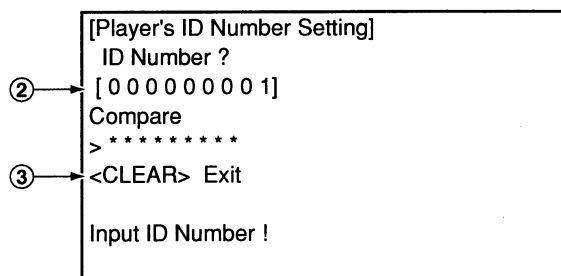 [Player's ID Number Setting]
ID Number ?
② [ 0 0 0 0 0 0 0 0 1]
Compare
> * * * * * * * * *
③ <CLEAR> Exit
Input ID Number !